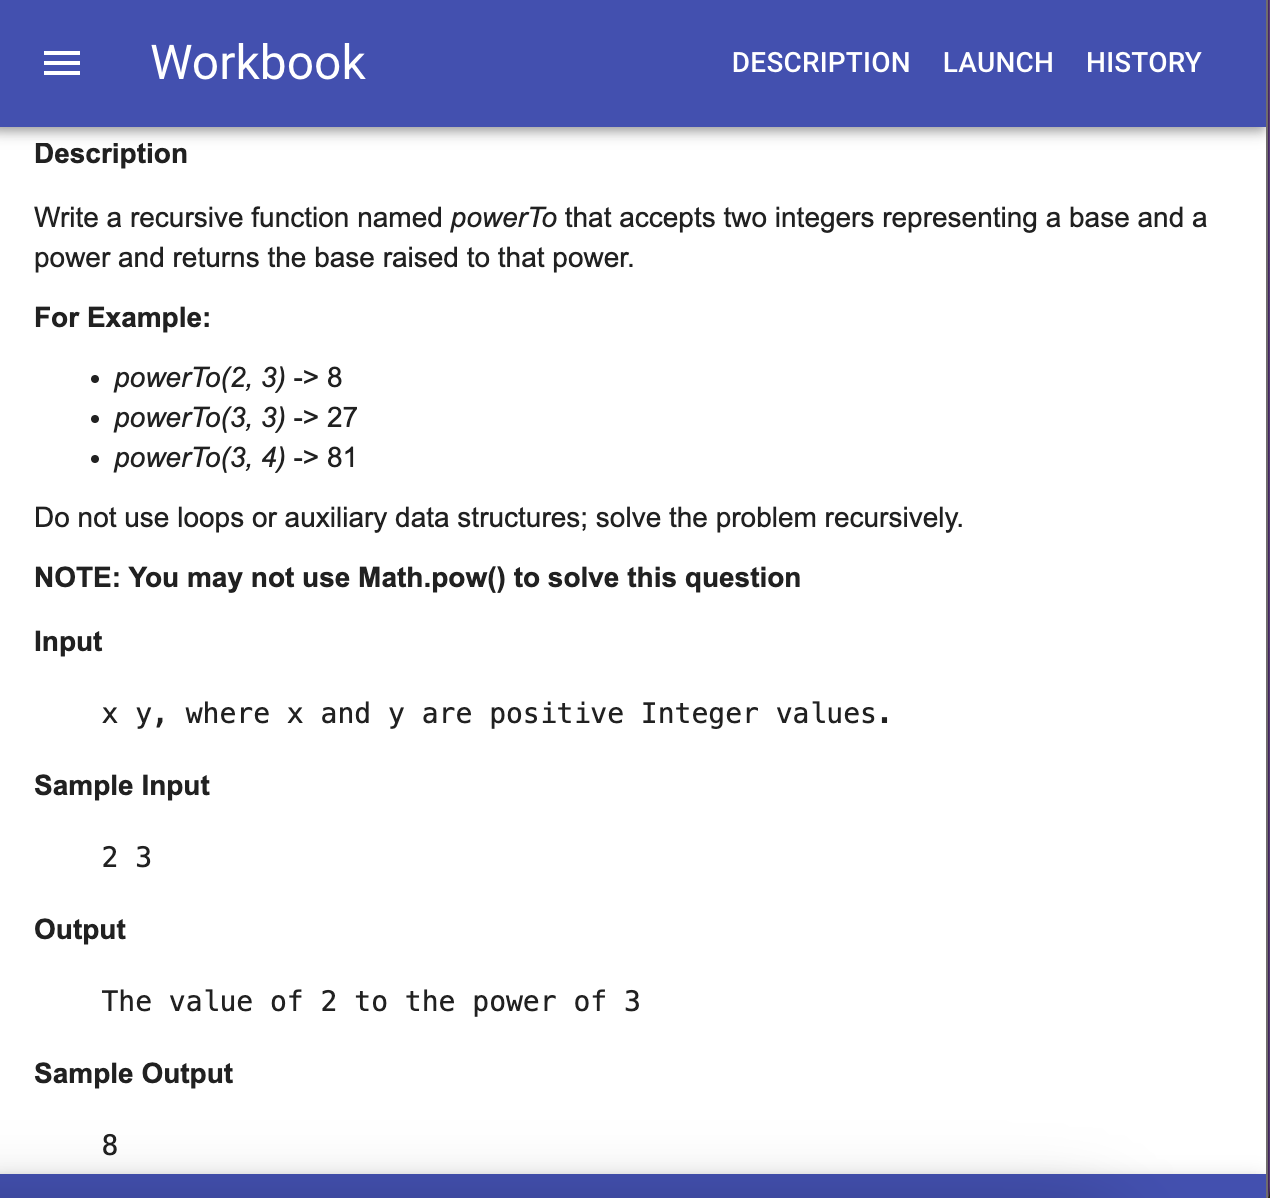 Workbook
DESCRIPTION LAUNCH HISTORY
Description
Write a recursive function named powerTo that accepts two integers representing a base and a
power and returns the base raised to that power.
For Example:
• powerTo(2, 3) -> 8
• powerTo(3, 3) -> 27
• powerTo(3, 4) -> 81
Do not use loops or auxiliary data structures; solve the problem recursively.
NOTE: You may not use Math.pow() to solve this question
Input
x y, where x and y are positive Integer values.
Sample Input
2 3
Output
The value of 2 to the power of 3
Sample Output
8